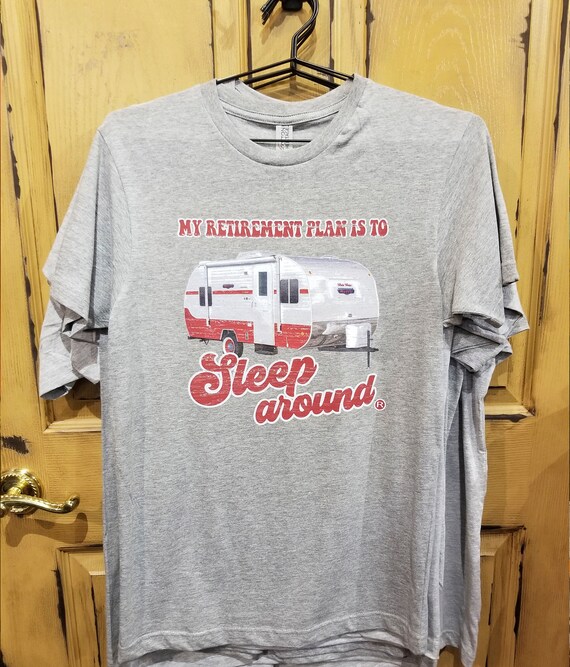 MY RETIREMENT PLAN IS TO
Sleep
around®